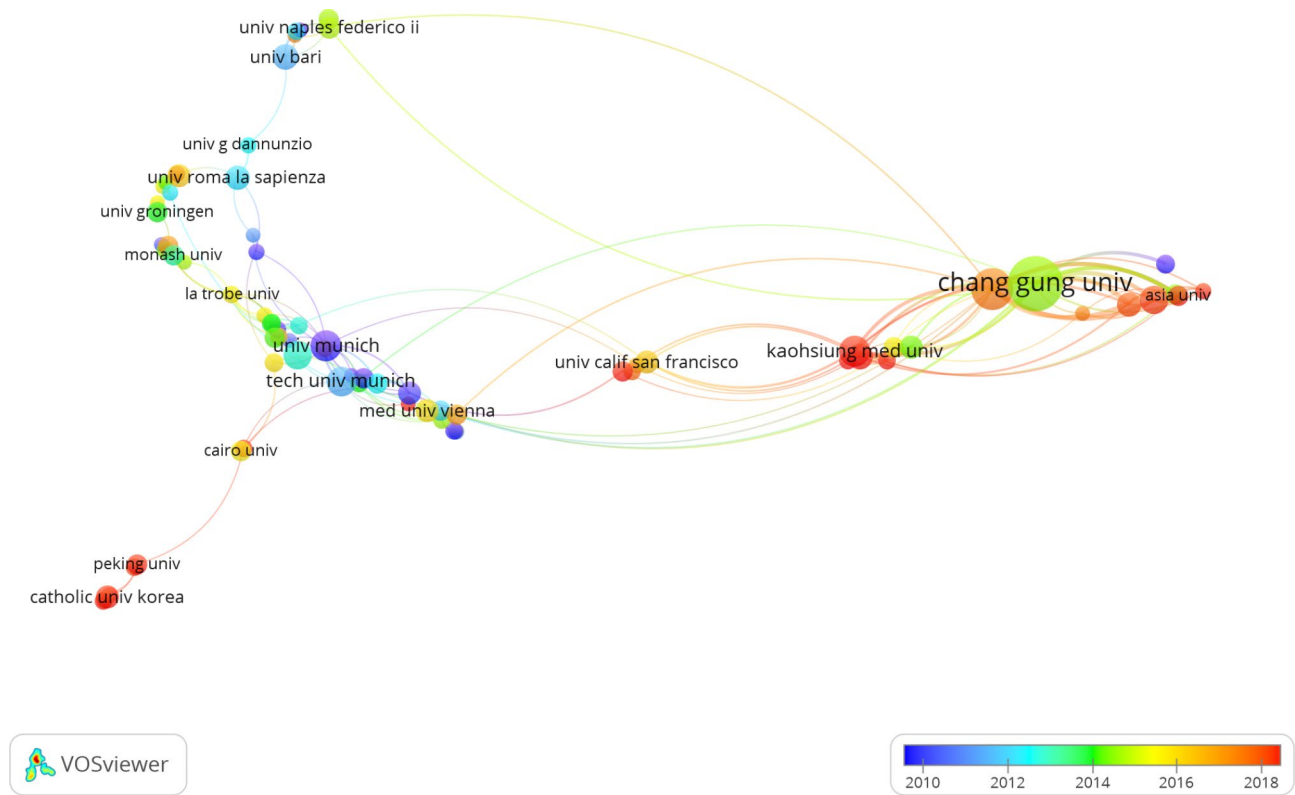 univ naples federico ii
univ bari
univ g dannunzio
univ roma la sapienza
univ groningen
monash univ
la trobe univ
chang gung univ
asia univ
univ munich
kaohsiung med univ
univ calif san francisco
tech univ munich
med univ vienna
cairo univ
peking univ
catholic univ korea
VOSviewer
2010 2012 2014 2016 2018